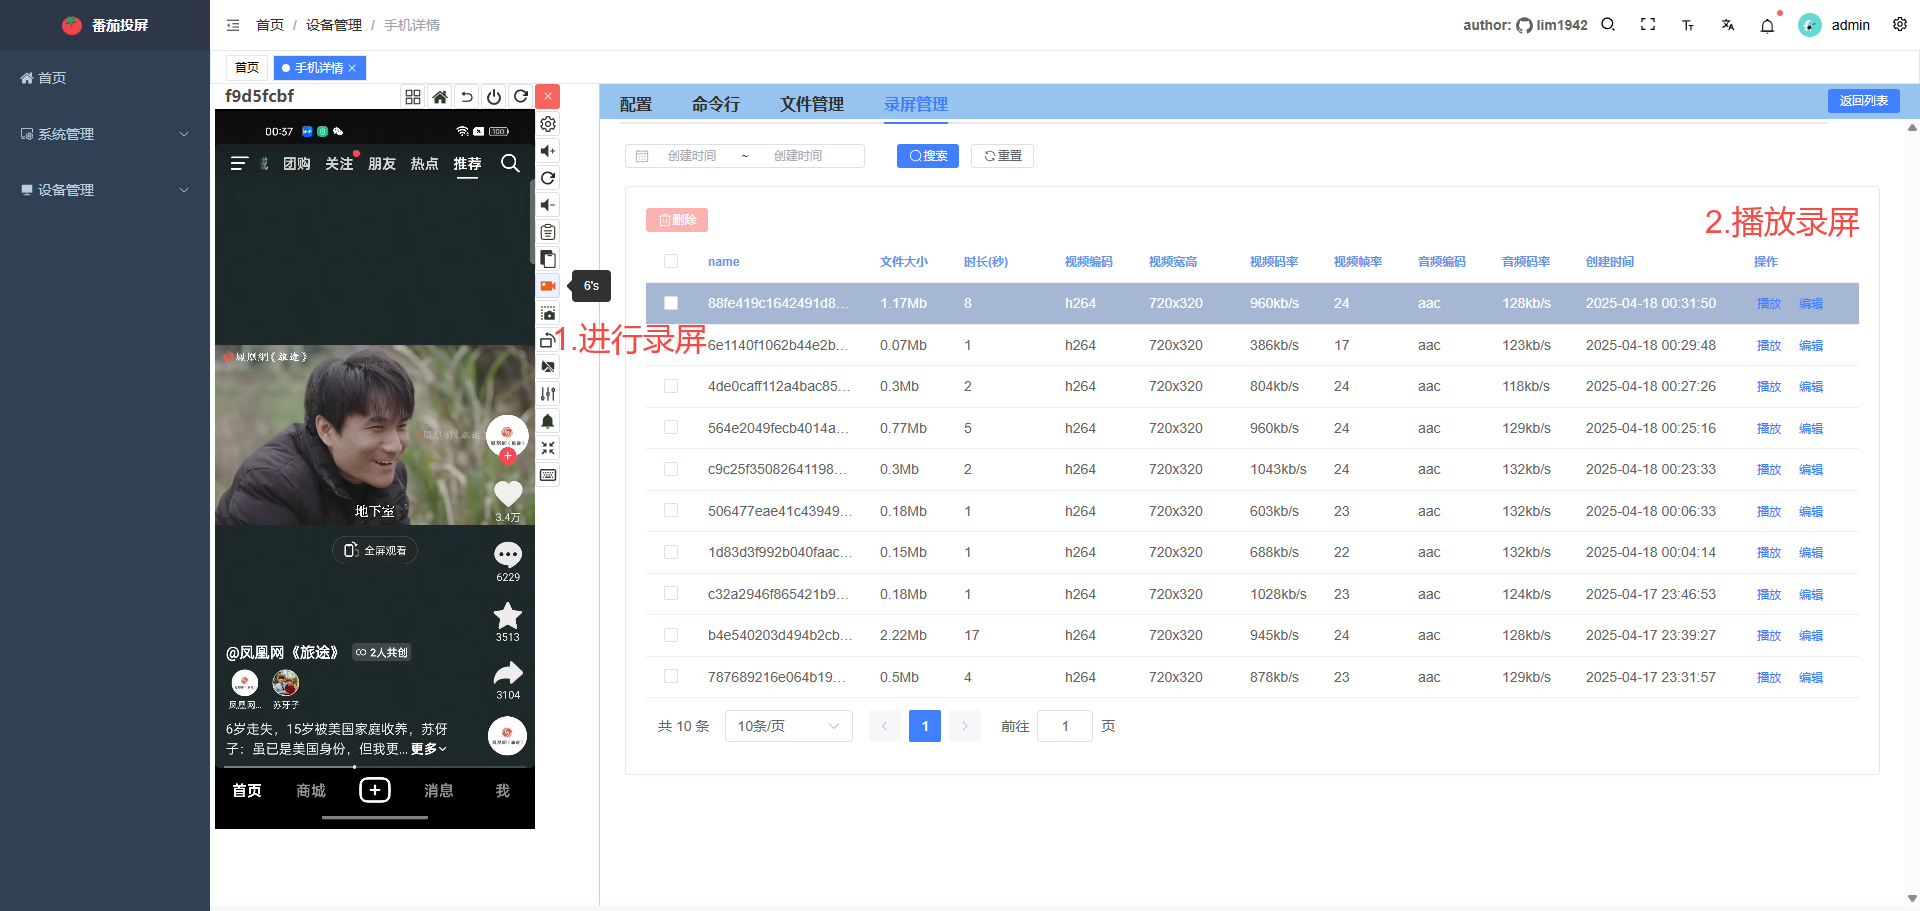 番茄投屏
首页 / 设备管理 / 手机详情
author: lim1942
admin
首页
系统管理
设备管理
首页
手机详情
f9d5fcbf
00:37
100
团购
关注
朋友
热点
推荐
凤凰网《旅途》
地下室
全屏观看
3.4万
6229
3513
3104
@凤凰网《旅途》
2人共创
凤凰网...
苏牙子
6岁走失，15岁被美国家庭收养，苏伢
子：虽已是美国身份，但我更... 更多
首页
商城
消息
我
6's
1.进行录屏
配置
命令行
文件管理
录屏管理
返回列表
创建时间 ~ 创建时间
搜索
重置
删除
2.播放录屏
name 文件大小 时长(秒) 视频编码 视频宽高 视频码率 视频帧率 音频编码 音频码率 创建时间 操作
88fe419c1642491d8... 1.17Mb 8 h264 720x320 960kb/s 24 aac 128kb/s 2025-04-18 00:31:50 播放 编辑
6e1140f1062b44e2b... 0.07Mb 1 h264 720x320 386kb/s 17 aac 123kb/s 2025-04-18 00:29:48 播放 编辑
4de0caff112a4bac85... 0.3Mb 2 h264 720x320 804kb/s 24 aac 118kb/s 2025-04-18 00:27:26 播放 编辑
564e2049fecb4014a... 0.77Mb 5 h264 720x320 960kb/s 24 aac 129kb/s 2025-04-18 00:25:16 播放 编辑
c9c25f35082641198... 0.3Mb 2 h264 720x320 1043kb/s 24 aac 132kb/s 2025-04-18 00:23:33 播放 编辑
506477eae41c43949... 0.18Mb 1 h264 720x320 603kb/s 23 aac 132kb/s 2025-04-18 00:06:33 播放 编辑
1d83d3f992b040faac... 0.15Mb 1 h264 720x320 688kb/s 22 aac 132kb/s 2025-04-18 00:04:14 播放 编辑
c32a2946f865421b9... 0.18Mb 1 h264 720x320 1028kb/s 23 aac 124kb/s 2025-04-17 23:46:53 播放 编辑
b4e540203d494b2cb... 2.22Mb 17 h264 720x320 945kb/s 24 aac 128kb/s 2025-04-17 23:39:27 播放 编辑
787689216e064b19... 0.5Mb 4 h264 720x320 878kb/s 23 aac 129kb/s 2025-04-17 23:31:57 播放 编辑
共 10 条 10条/页 1 前往 1 页